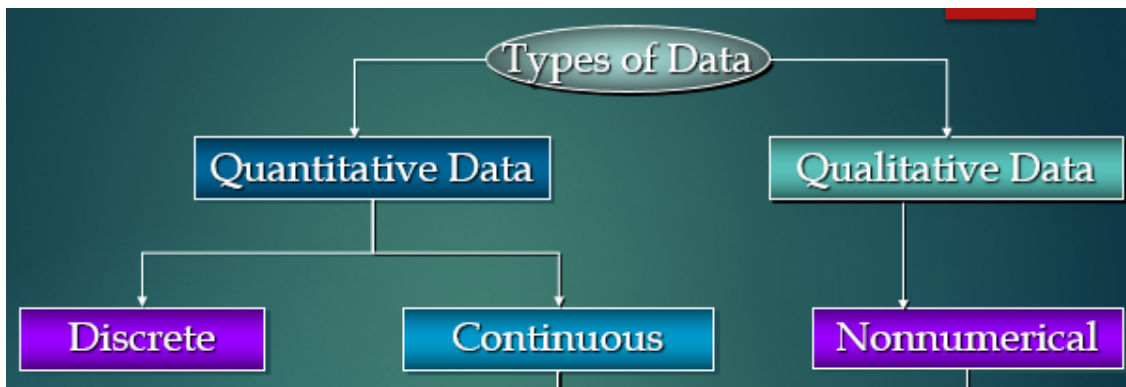 Types of Data
Quantitative Data
Qualitative Data
Discrete
Continuous
Nonnumerical